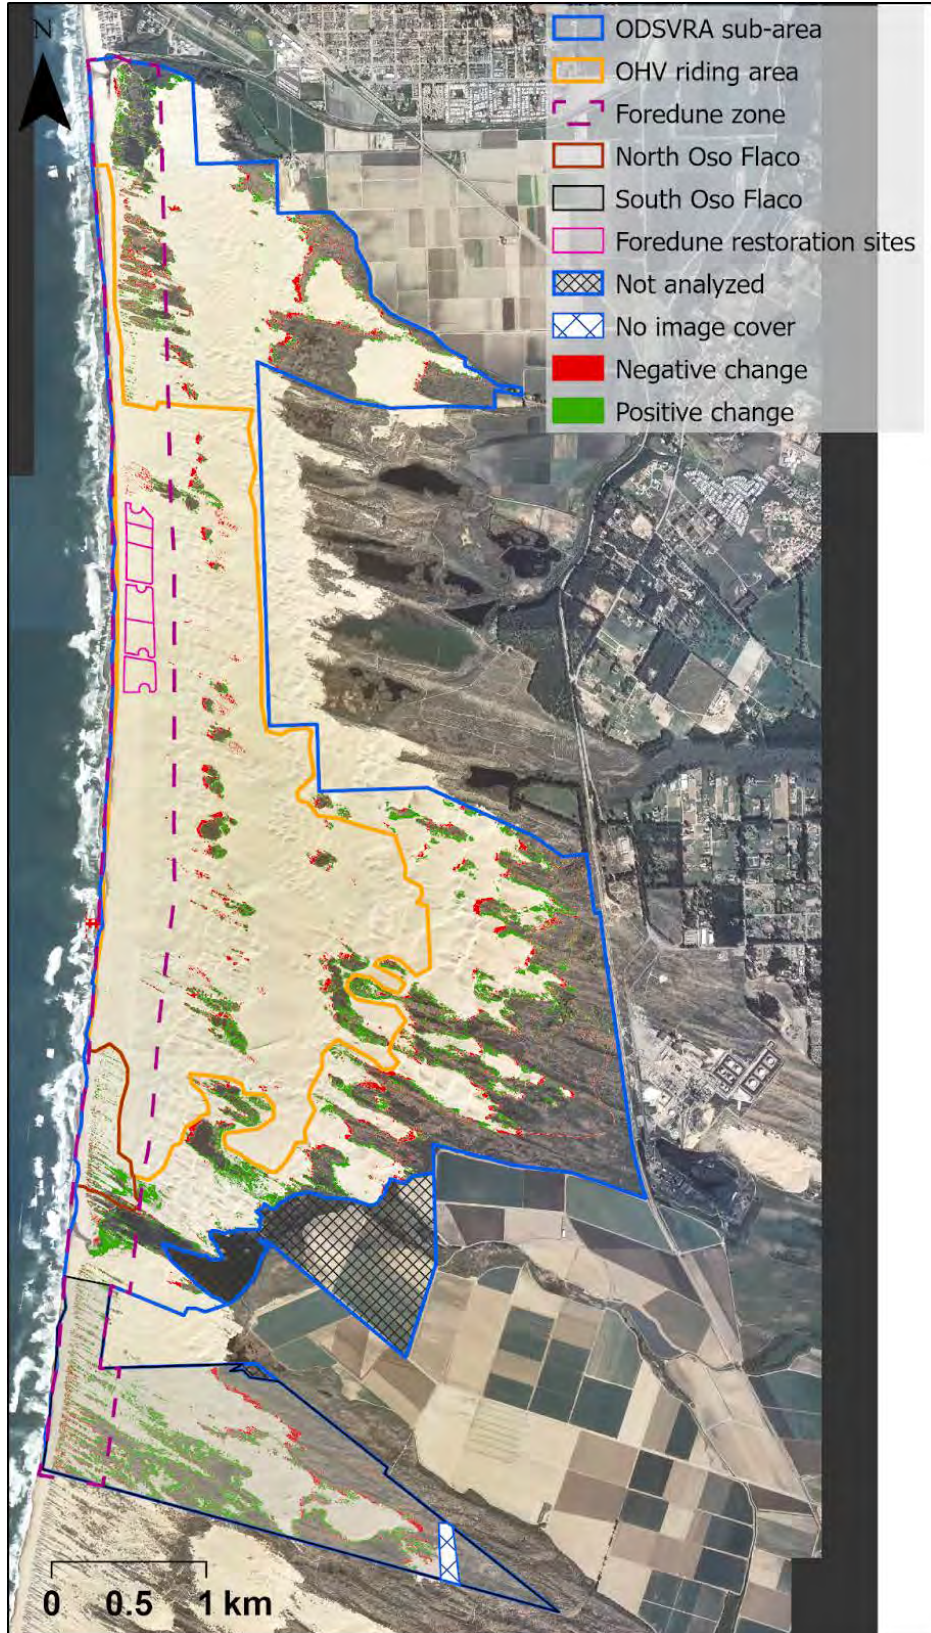 N
ODSVRA sub-area
OHV riding area
Foredune zone
North Oso Flaco
South Oso Flaco
Foredune restoration sites
Not analyzed
No image cover
Negative change
Positive change
0 0.5 1 km